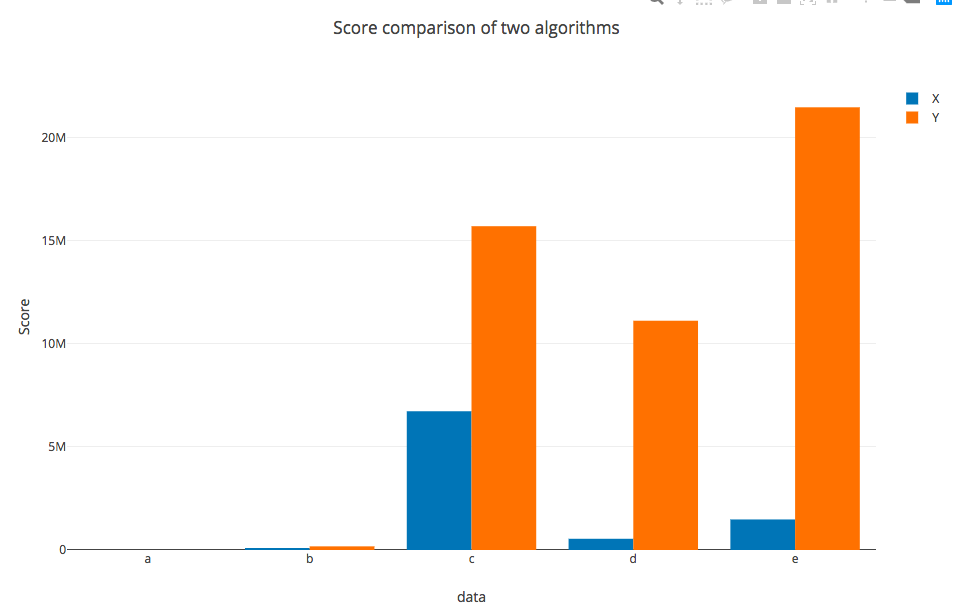 Score comparison of two algorithms
X
Y
20M
15M
10M
5M
0
Score
a b c d e
data